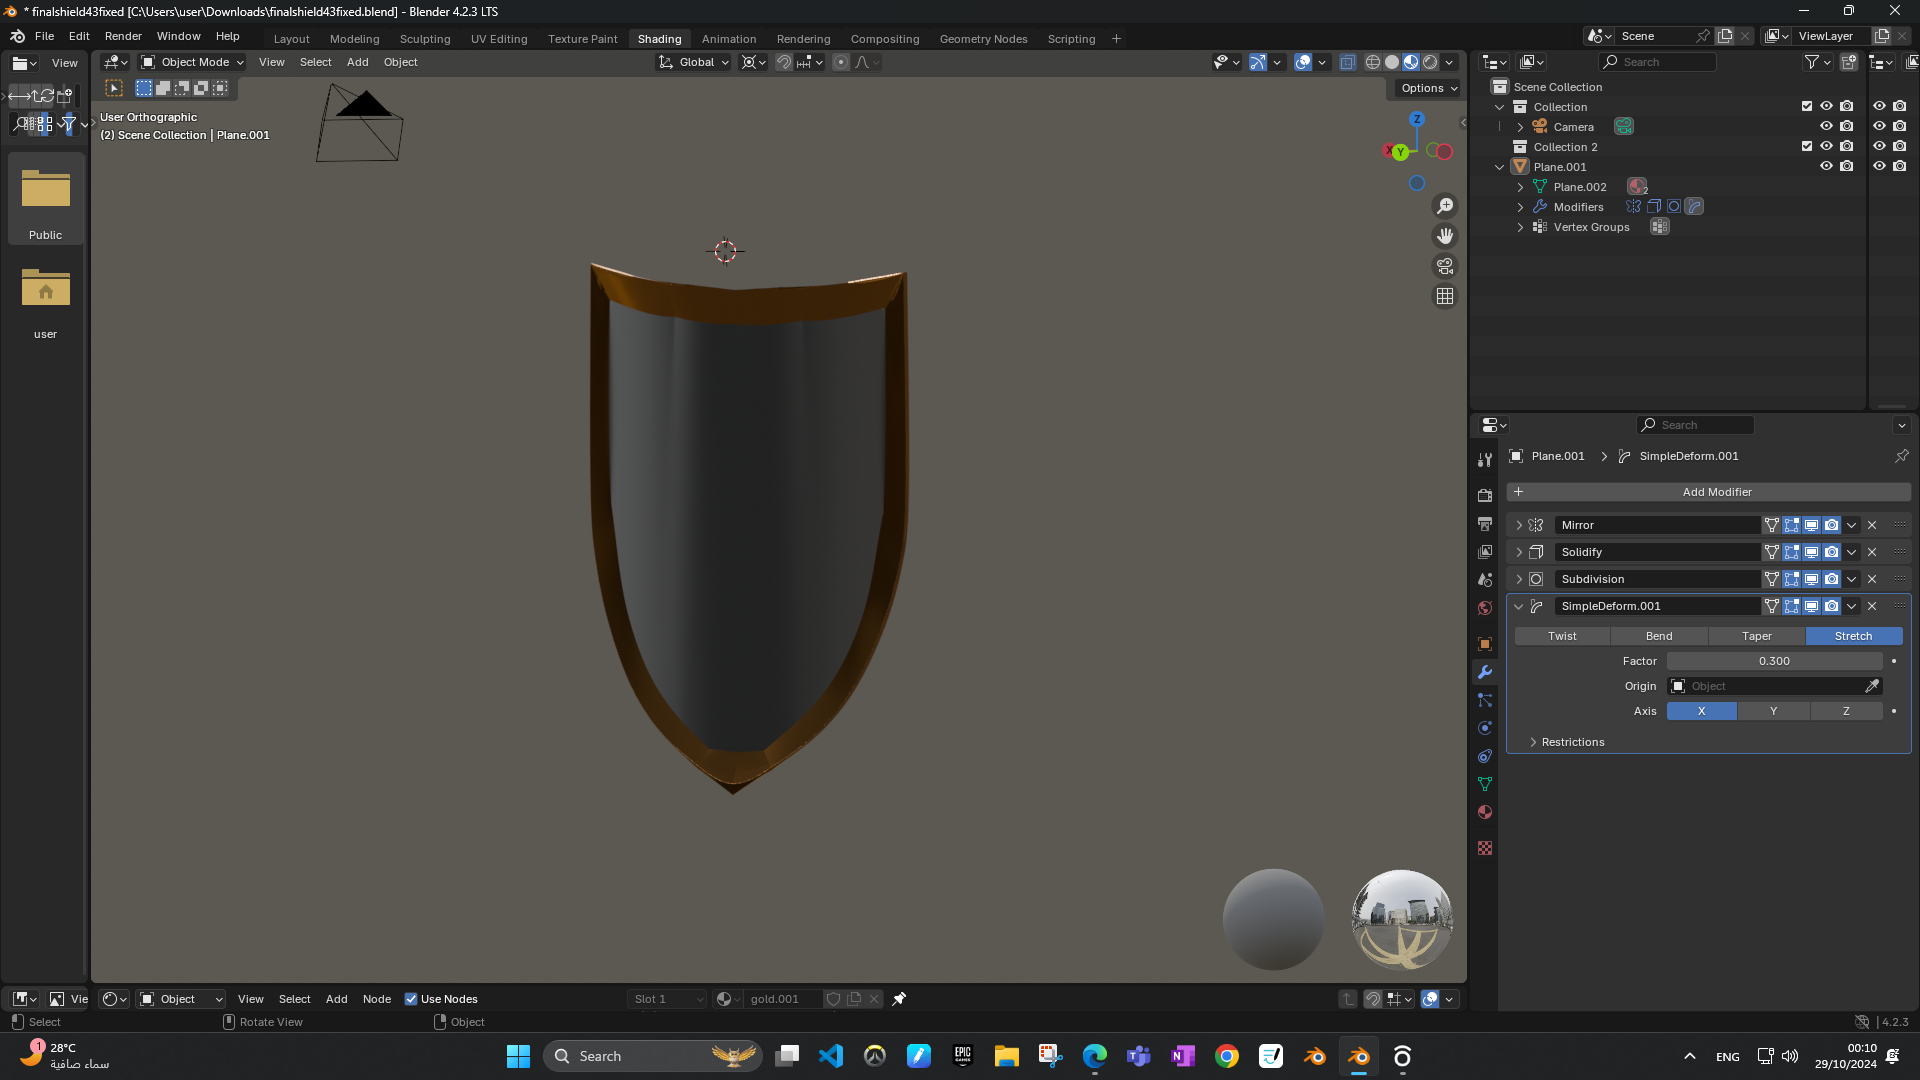 * finalshield43fixed [C:\Users\user\Downloads\finalshield43fixed.blend] - Blender 4.2.3 LTS
File Edit Render Window Help
Layout Modeling Sculpting UV Editing Texture Paint Shading Animation Rendering Compositing Geometry Nodes Scripting +
Scene
ViewLayer
View
Object Mode View Select Add Object
Global
Search
Options
User Orthographic
(2) Scene Collection | Plane.001
Z
X
Y
Public
user
Scene Collection
Collection
Camera
Collection 2
Plane.001
Plane.002
2
Modifiers
Vertex Groups
Search
Plane.001 > SimpleDeform.001
+ Add Modifier
Mirror
Solidify
Subdivision
SimpleDeform.001
Twist Bend Taper Stretch
Factor 0.300
Origin Object
Axis X Y Z
Restrictions
Vie
Object View Select Add Node Use Nodes
Slot 1
gold.001
Select
Rotate View
Object
4.2.3
1
28°C
سماء صافية
Search
EPIC
GAMES
ENG
00:10
29/10/2024